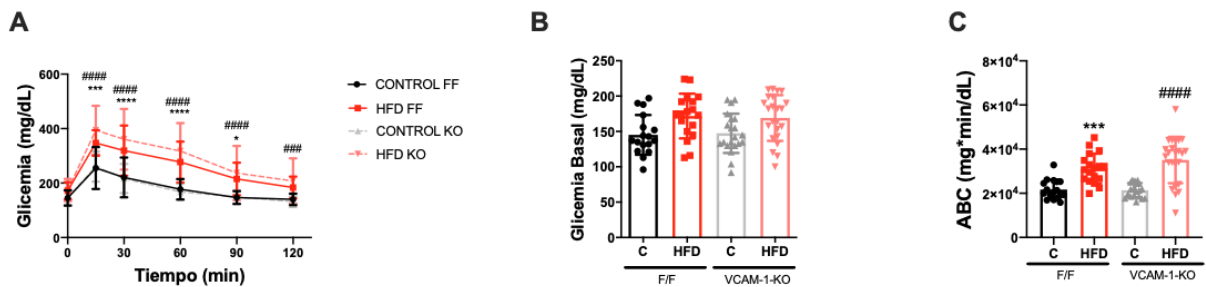 A
Glicemia (mg/dL)
600
400
200
0
0
30
60
90
120
Tiempo (min)
####
***
####
****
####
****
####
*
###
CONTROL FF
HFD FF
CONTROL KO
HFD KO
B
Glicemia Basal (mg/dL)
250
200
150
100
50
0
C
HFD
C
HFD
F/F
VCAM-1-KO
C
ABC (mg*min/dL)
8×10⁴
6×10⁴
4×10⁴
2×10⁴
0
***
####
C
HFD
C
HFD
F/F
VCAM-1-KO